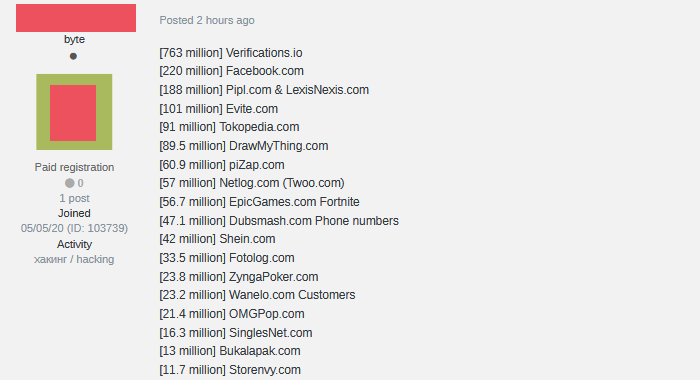 byte
Paid registration
0
1 post
Joined
05/05/20 (ID: 103739)
Activity
хакинг / hacking
Posted 2 hours ago
[763 million] Verifications.io
[220 million] Facebook.com
[188 million] Pipl.com & LexisNexis.com
[101 million] Evite.com
[91 million] Tokopedia.com
[89.5 million] DrawMyThing.com
[60.9 million] piZap.com
[57 million] Netlog.com (Twoo.com)
[56.7 million] EpicGames.com Fortnite
[47.1 million] Dubsmash.com Phone numbers
[42 million] Shein.com
[33.5 million] Fotolog.com
[23.8 million] ZyngaPoker.com
[23.2 million] Wanelo.com Customers
[21.4 million] OMGPop.com
[16.3 million] SinglesNet.com
[13 million] Bukalapak.com
[11.7 million] Storenvy.com